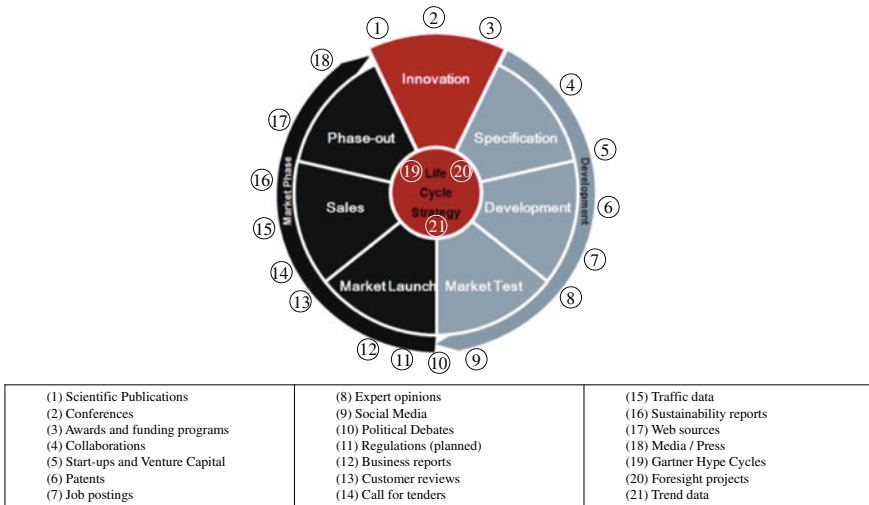 ① ② ③
⑱ ④
Innovation
⑰ Phase-out Specification ⑤
⑲ Life ⑳
⑯ Market Phase Cycle Development
Sales Development ⑥
Strategy
⑮ ㉑
⑭ ⑦
Market Launch Market Test
⑬ ⑧
⑫ ⑪ ⑩ ⑨
(1) Scientific Publications
(2) Conferences
(3) Awards and funding programs
(4) Collaborations
(5) Start-ups and Venture Capital
(6) Patents
(7) Job postings
(8) Expert opinions
(9) Social Media
(10) Political Debates
(11) Regulations (planned)
(12) Business reports
(13) Customer reviews
(14) Call for tenders
(15) Traffic data
(16) Sustainability reports
(17) Web sources
(18) Media / Press
(19) Gartner Hype Cycles
(20) Foresight projects
(21) Trend data